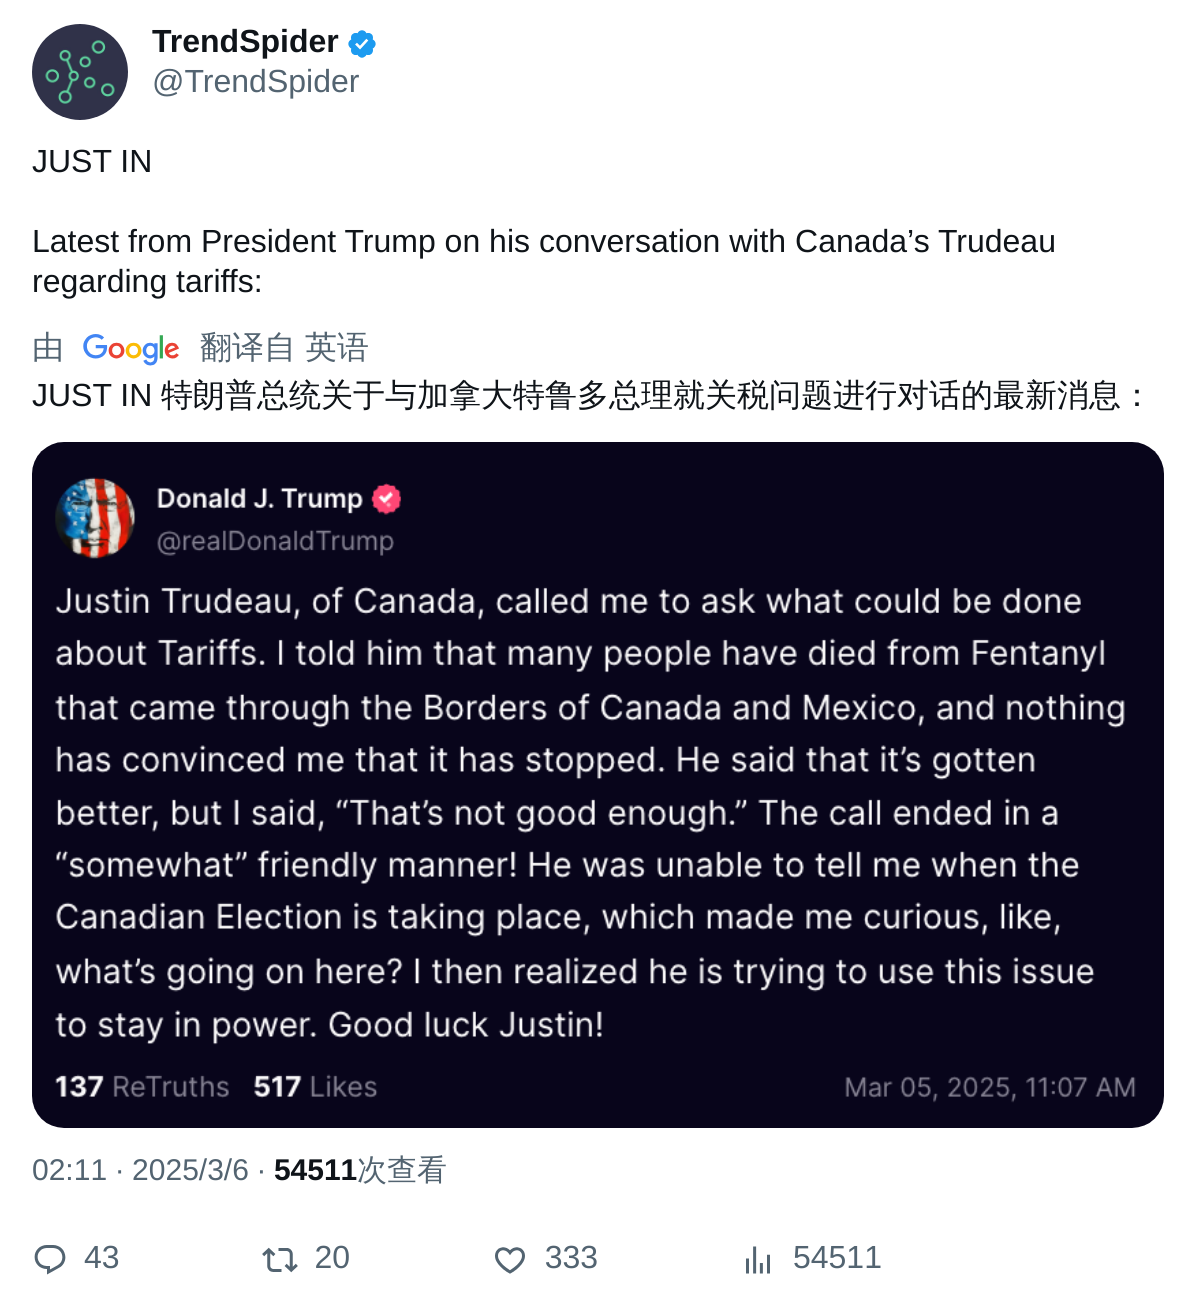 TrendSpider
@TrendSpider
JUST IN
Latest from President Trump on his conversation with Canada’s Trudeau
regarding tariffs:
由 Google 翻译自 英语
JUST IN 特朗普总统关于与加拿大特鲁多总理就关税问题进行对话的最新消息：
Donald J. Trump
@realDonaldTrump
Justin Trudeau, of Canada, called me to ask what could be done
about Tariffs. I told him that many people have died from Fentanyl
that came through the Borders of Canada and Mexico, and nothing
has convinced me that it has stopped. He said that it’s gotten
better, but I said, “That’s not good enough.” The call ended in a
“somewhat” friendly manner! He was unable to tell me when the
Canadian Election is taking place, which made me curious, like,
what’s going on here? I then realized he is trying to use this issue
to stay in power. Good luck Justin!
137 ReTruths 517 Likes Mar 05, 2025, 11:07 AM
02:11 · 2025/3/6 · 54511次查看
43 20 333 54511